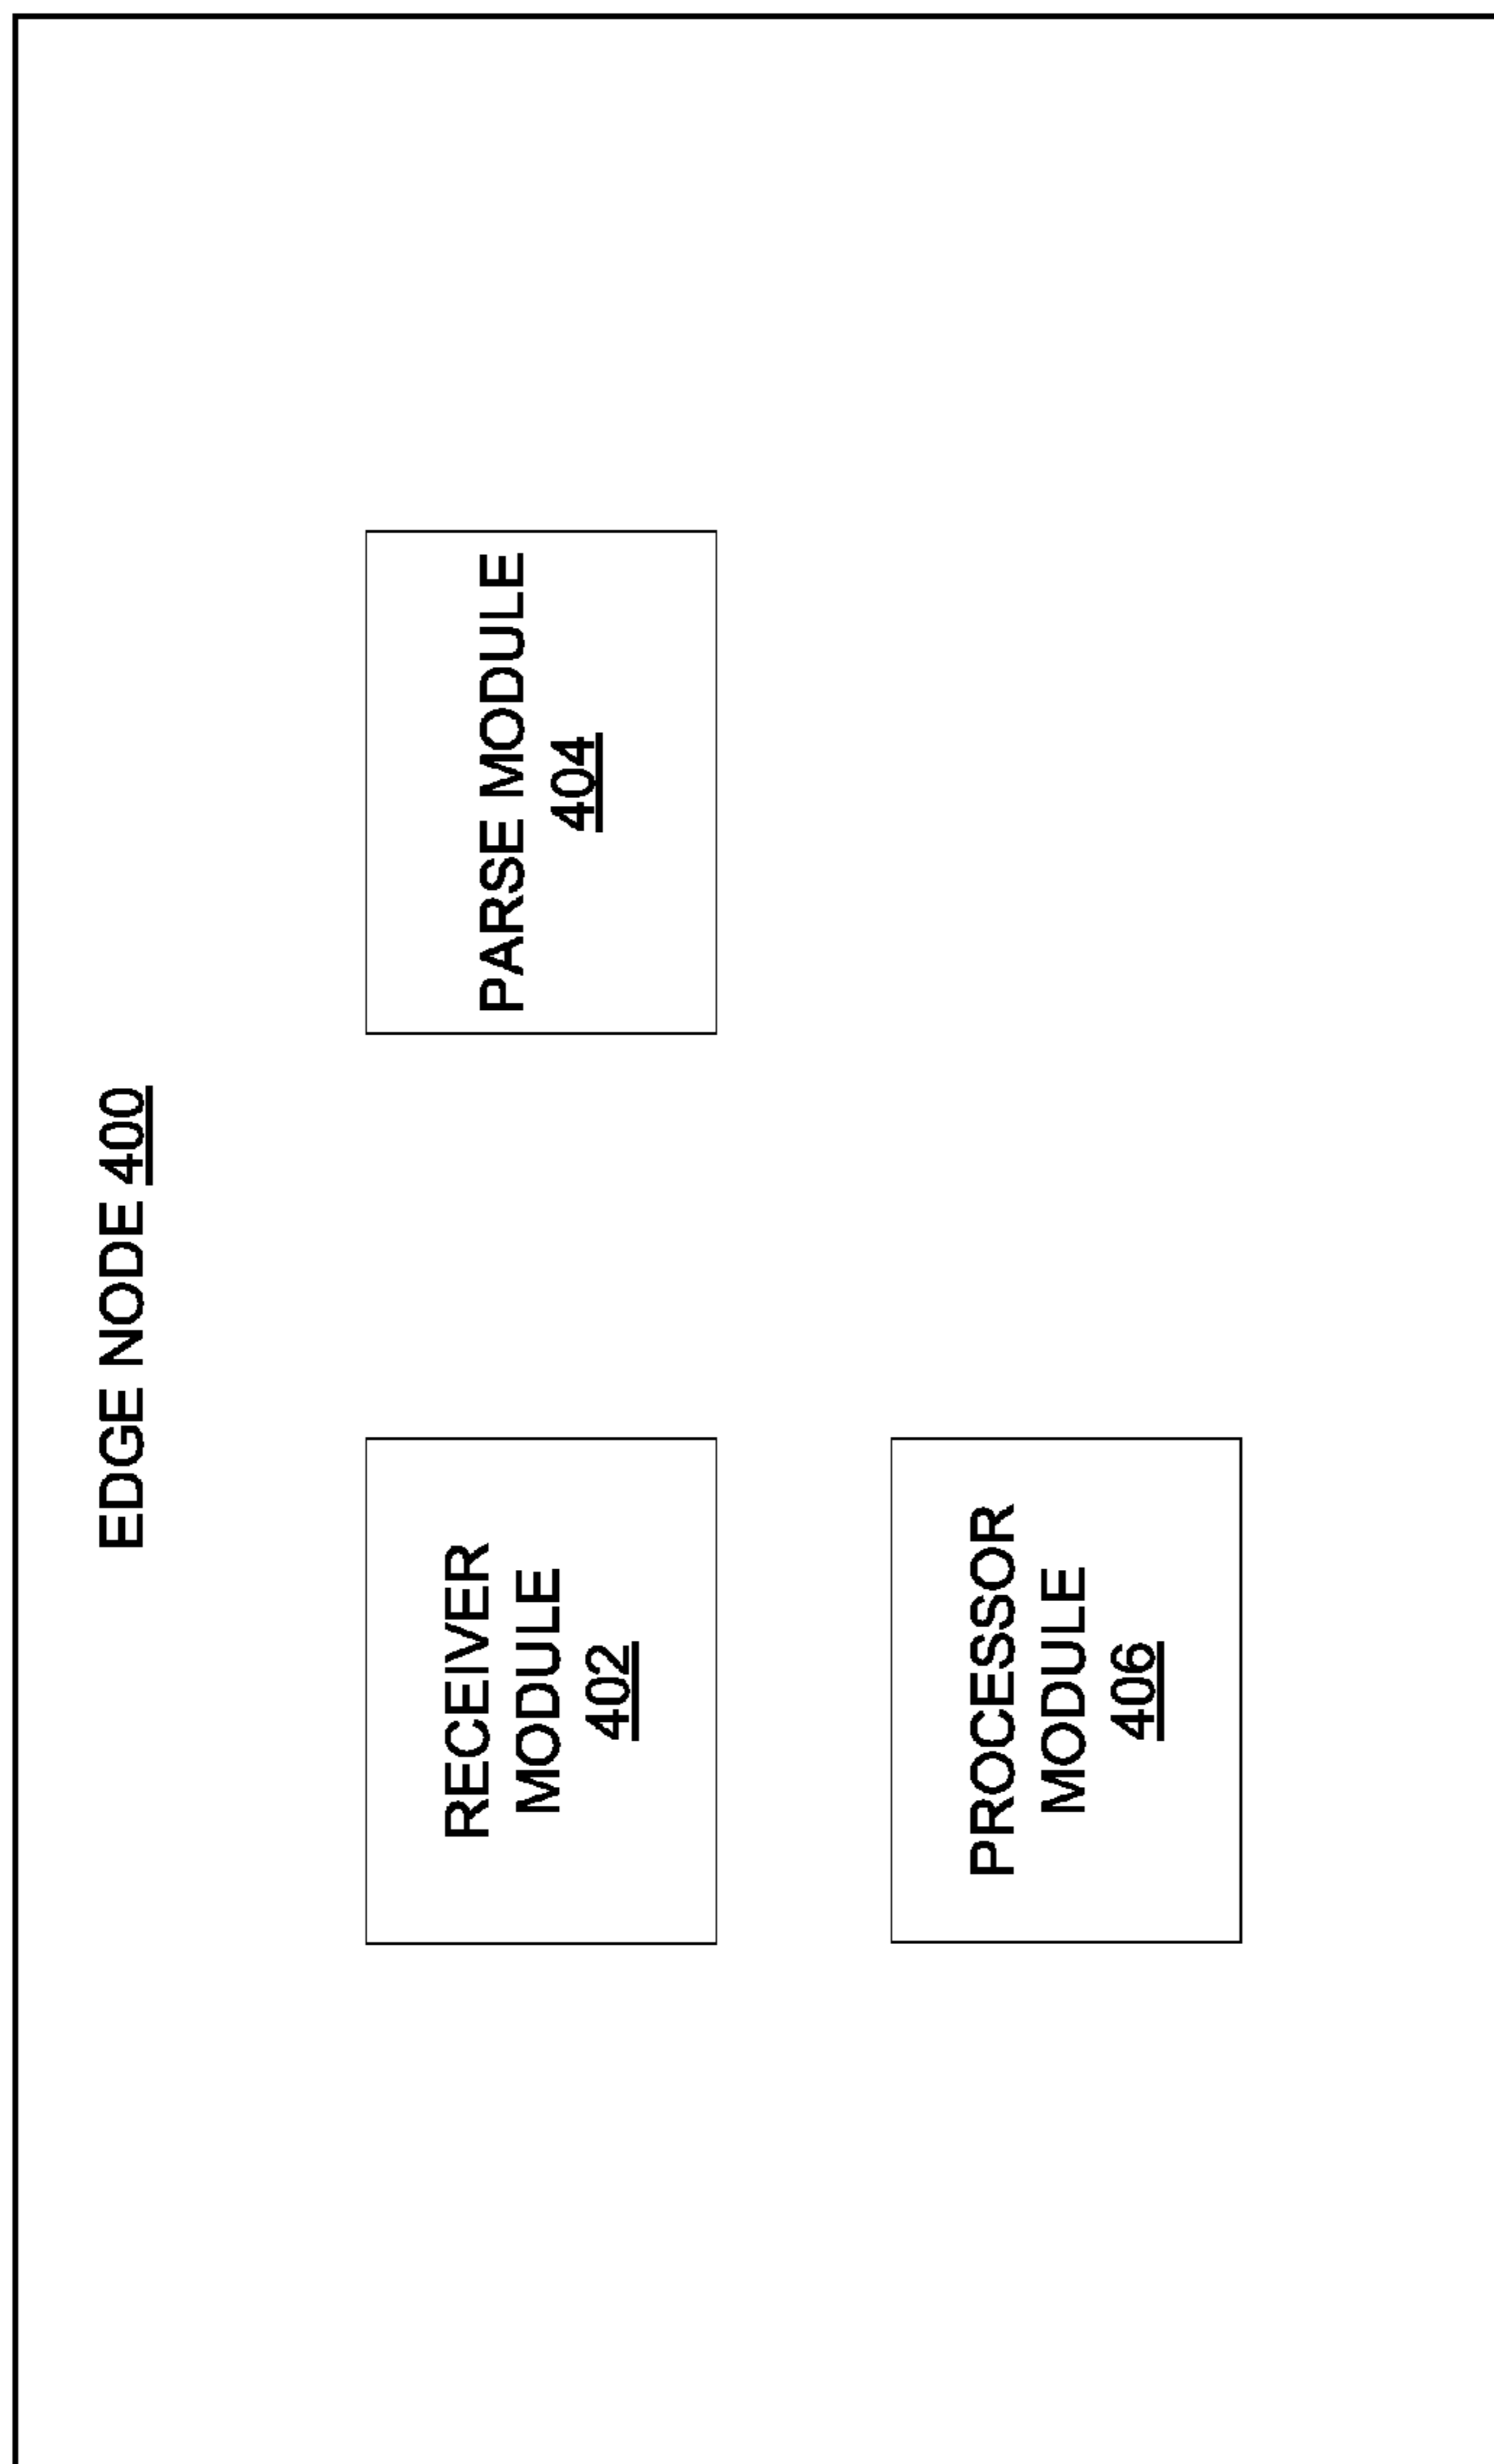 EDGE NODE 400
RECEIVER
MODULE
402
PARSE MODULE
404
PROCESSOR
MODULE
406